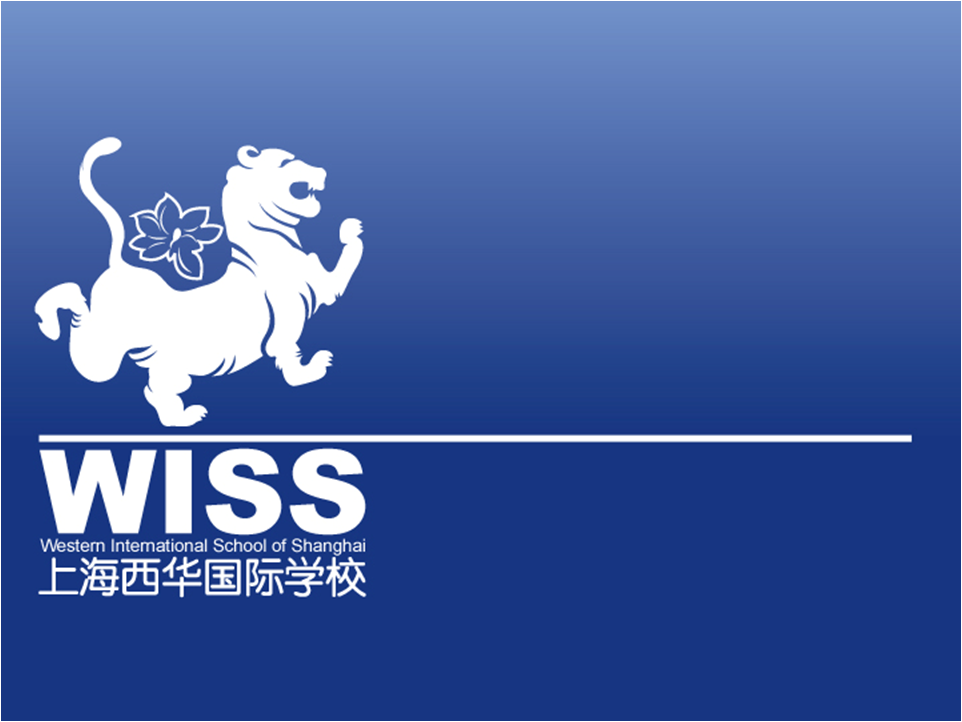 WISS
Western International School of Shanghai
上海西华国际学校